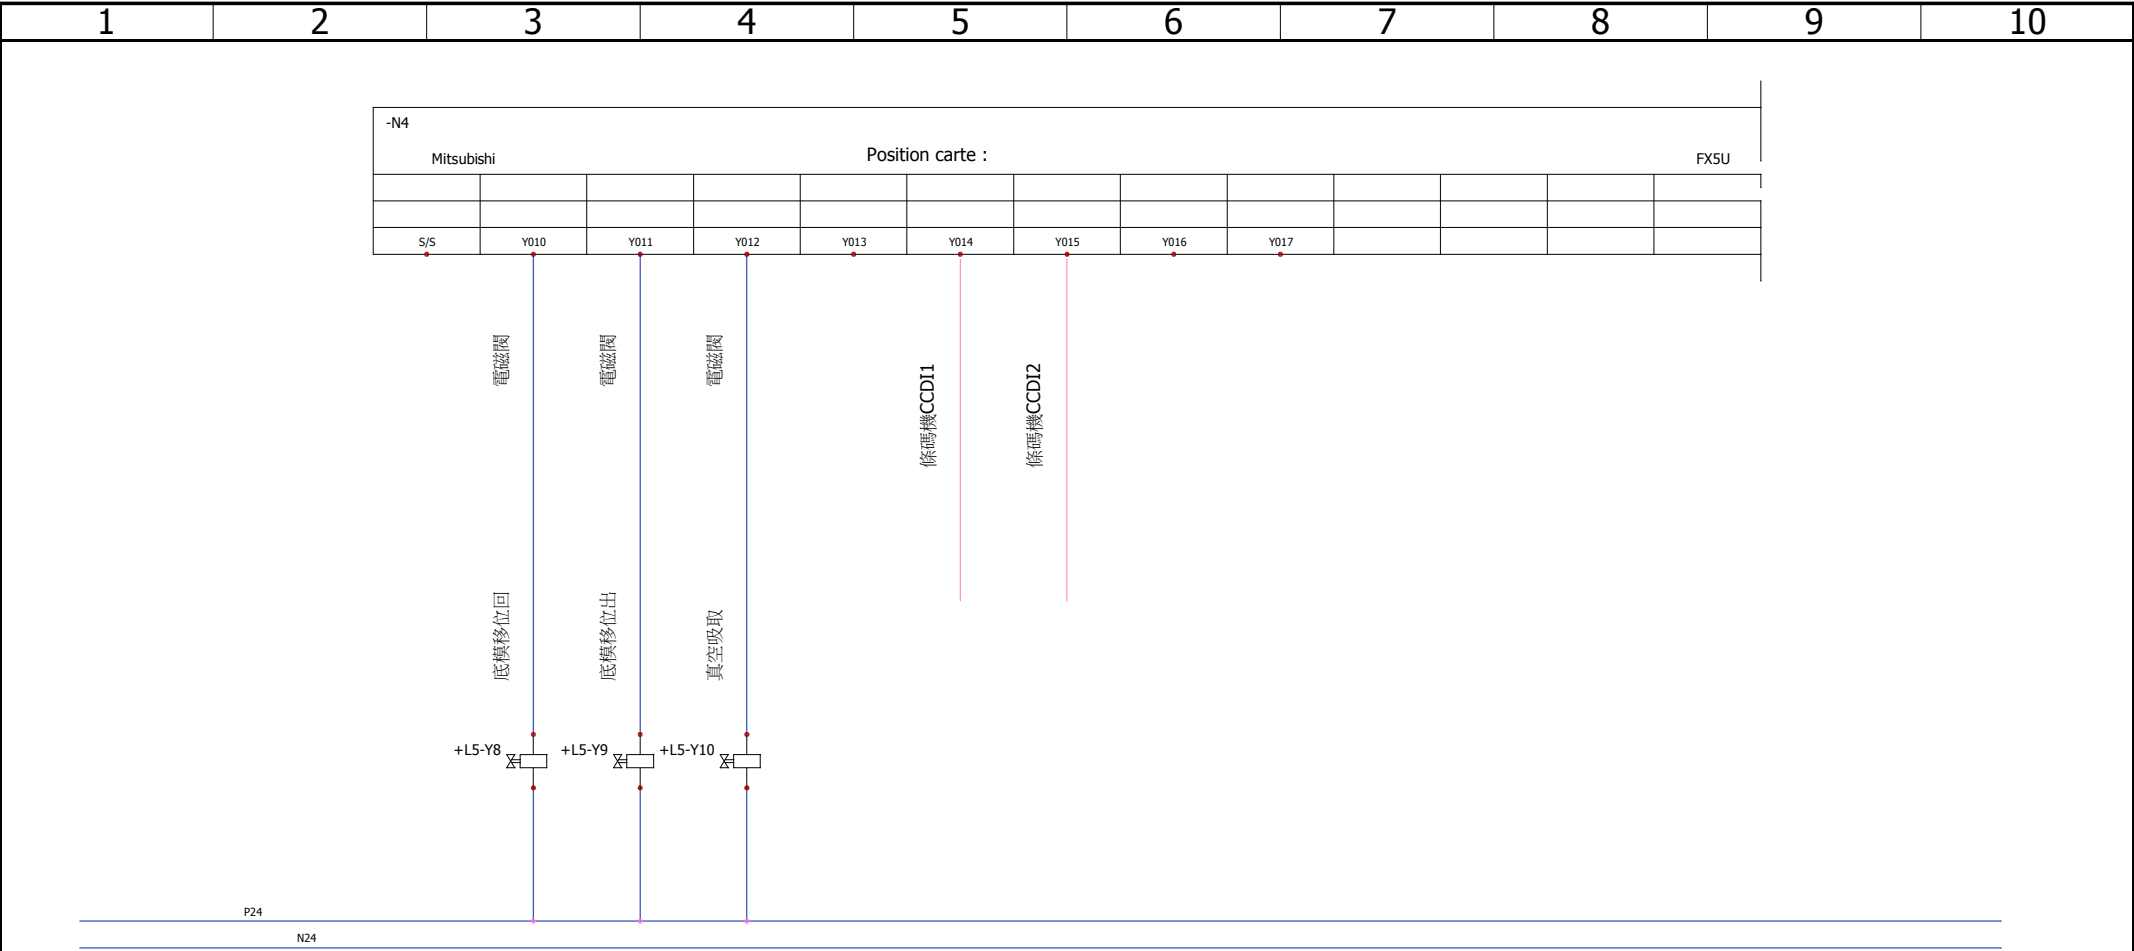 1 2 3 4 5 6 7 8 9 10
-N4
Mitsubishi Position carte : FX5U
S/S Y010 Y011 Y012 Y013 Y014 Y015 Y016 Y017
電磁閥
電磁閥
電磁閥
條碼機CCDI1
條碼機CCDI2
底模移位回
底模移位出
真空吸取
+L5-Y8 +L5-Y9 +L5-Y10
P24
N24